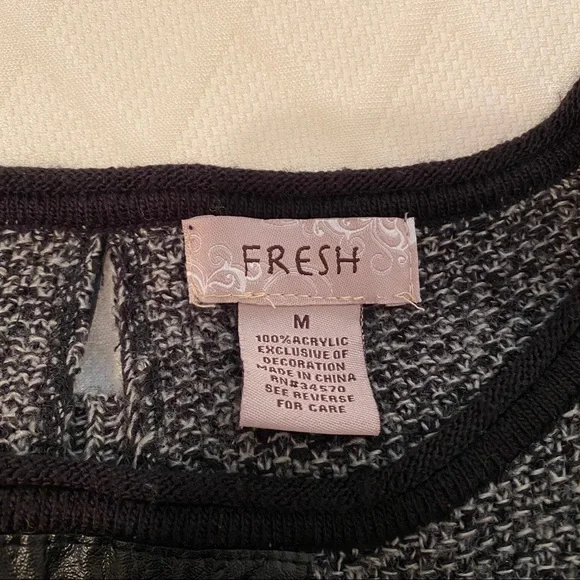 FRESH
M
100% ACRYLIC
EXCLUSIVE OF
DECORATION
MADE IN CHINA
RN#34570
SEE REVERSE
FOR CARE